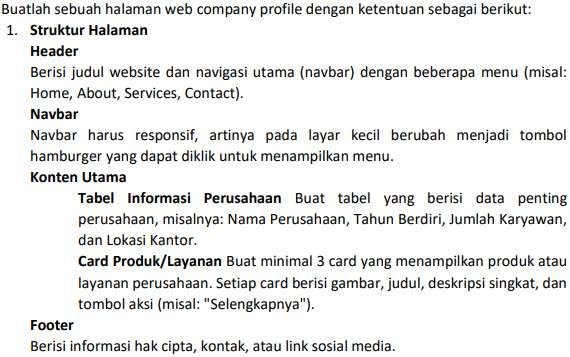 Buatlah sebuah halaman web company profile dengan ketentuan sebagai berikut:
1. Struktur Halaman
Header
Berisi judul website dan navigasi utama (navbar) dengan beberapa menu (misal:
Home, About, Services, Contact).
Navbar
Navbar harus responsif, artinya pada layar kecil berubah menjadi tombol
hamburger yang dapat diklik untuk menampilkan menu.
Konten Utama
Tabel Informasi Perusahaan Buat tabel yang berisi data penting
perusahaan, misalnya: Nama Perusahaan, Tahun Berdiri, Jumlah Karyawan,
dan Lokasi Kantor.
Card Produk/Layanan Buat minimal 3 card yang menampilkan produk atau
layanan perusahaan. Setiap card berisi gambar, judul, deskripsi singkat, dan
tombol aksi (misal: "Selengkapnya").
Footer
Berisi informasi hak cipta, kontak, atau link sosial media.